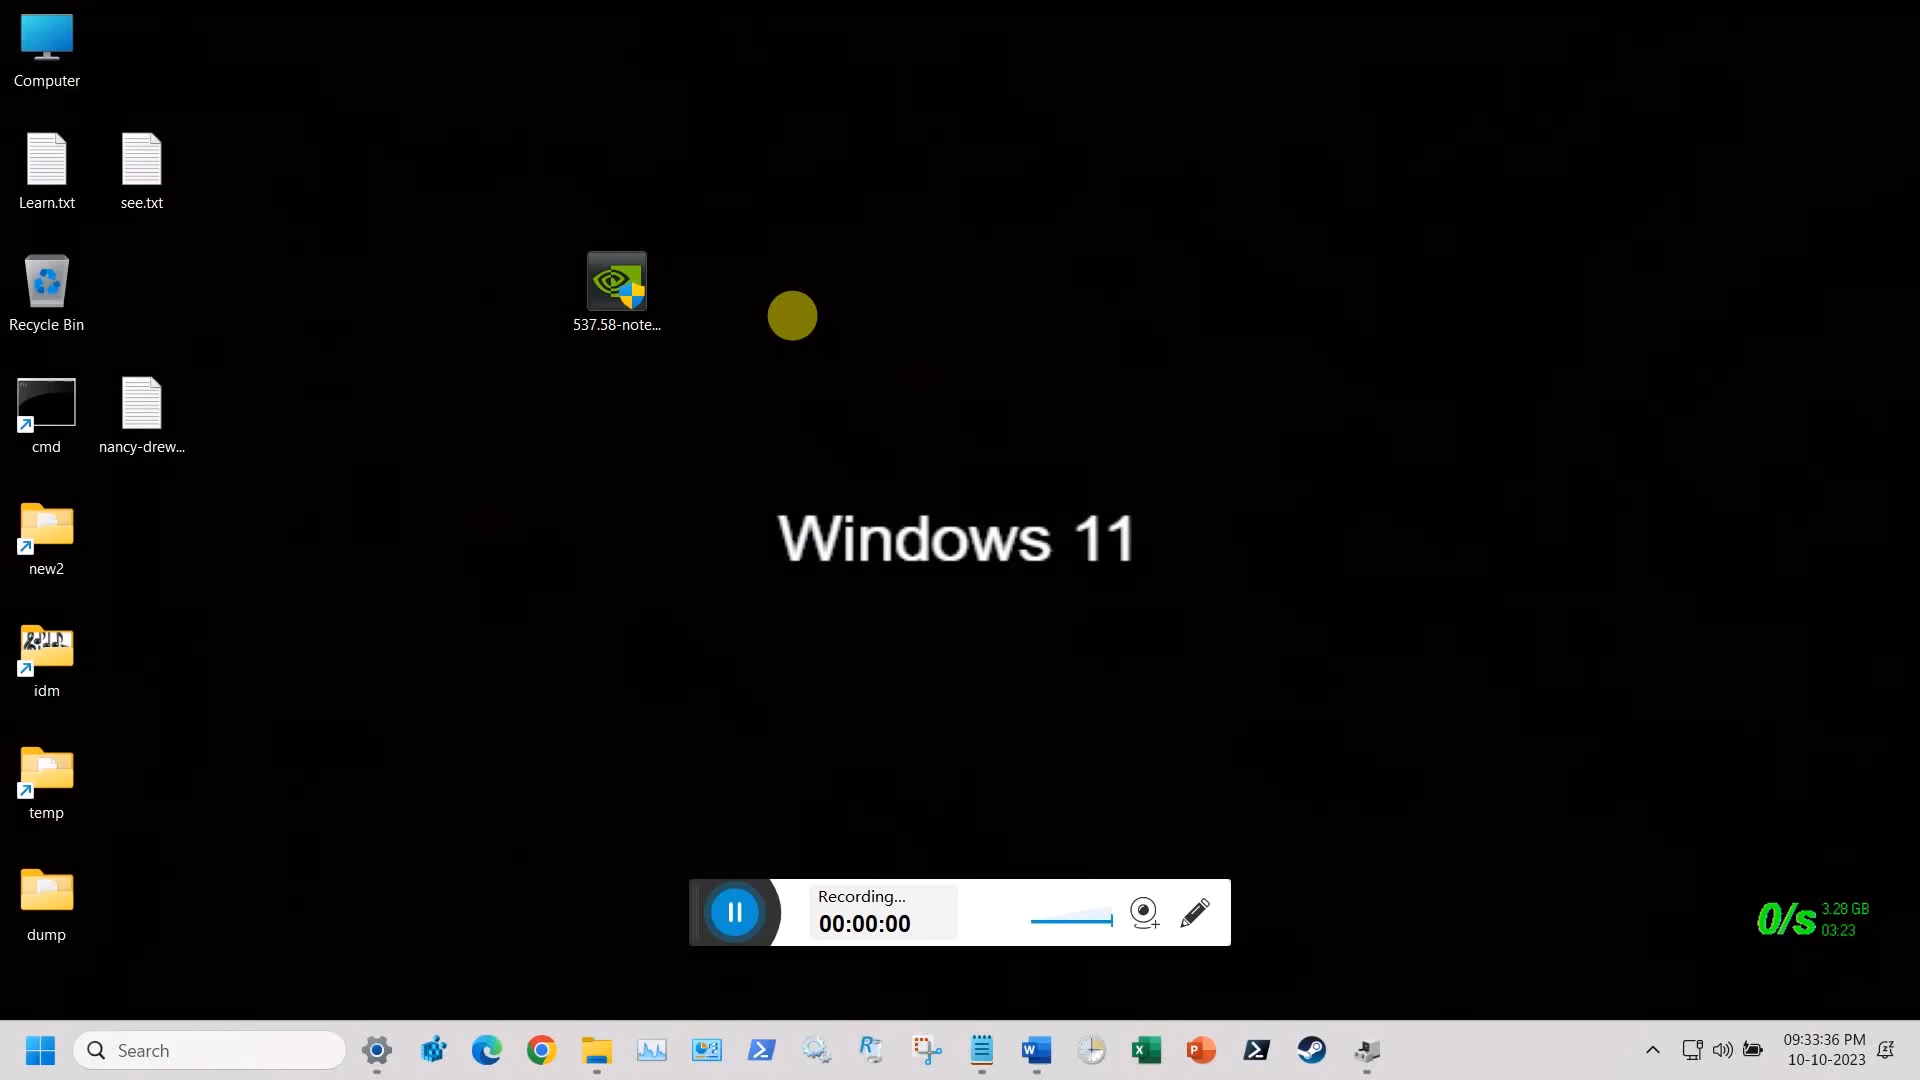 Computer
Learn.txt
see.txt
Recycle Bin
537.58-note...
cmd
nancy-drew...
Windows 11
new2
idm
temp
dump
Recording...
00:00:00
0/s
3.28 GB
03:23
Search
09:33:36 PM
10-10-2023